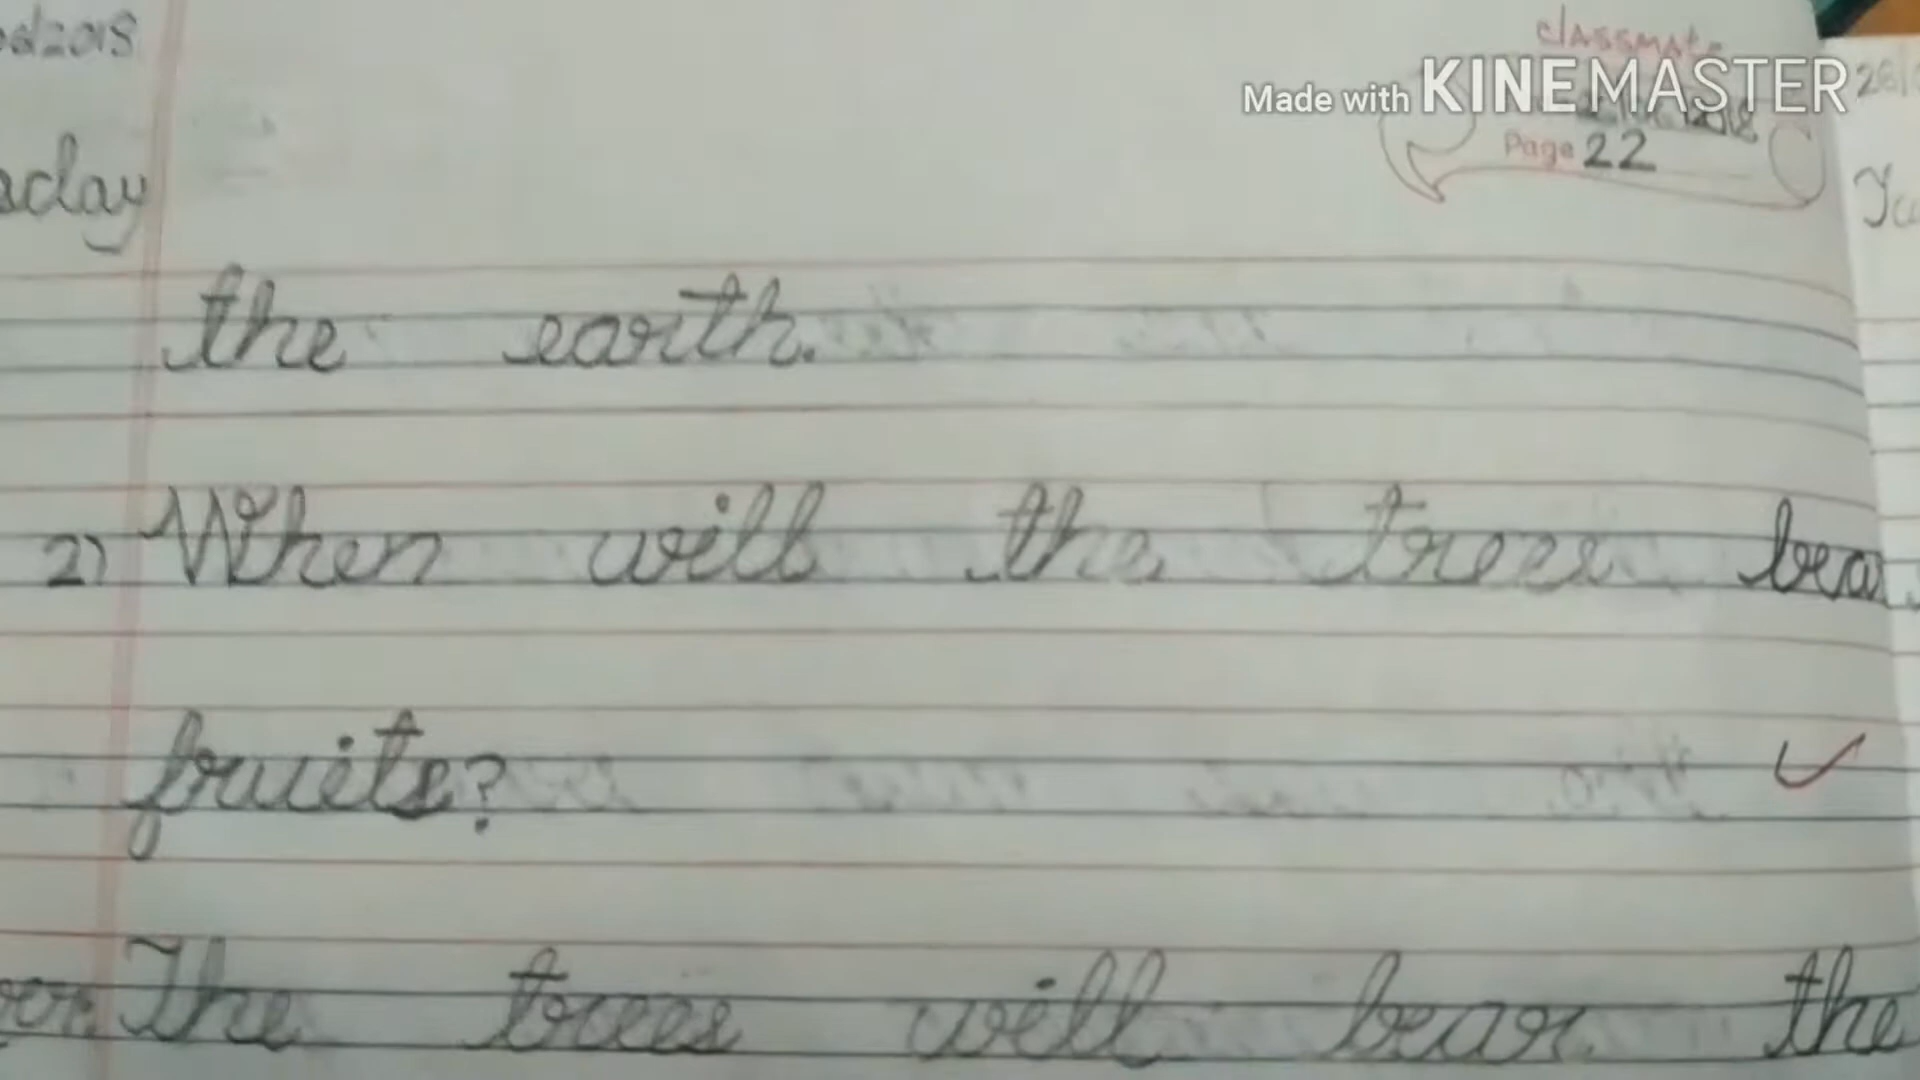 classmate
Made with KINEMASTER
Page 22
the earth.
2) When will the trees bea
fruits?
The trees will bear the